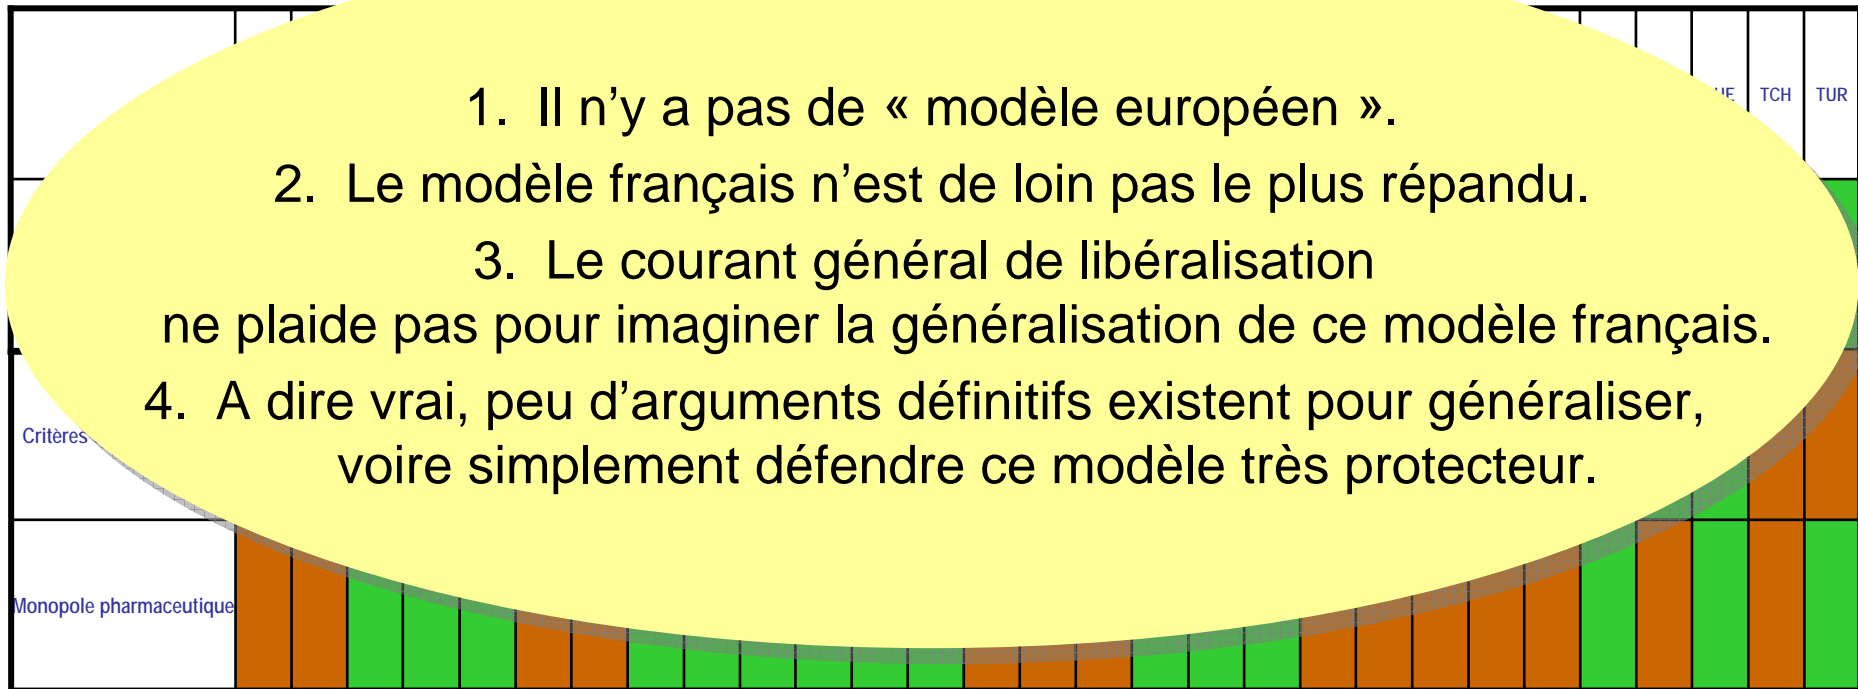 1. Il n'y a pas de « modèle européen ».
2. Le modèle français n'est de loin pas le plus répandu.
3. Le courant général de libéralisation
ne plaide pas pour imaginer la généralisation de ce modèle français.
4. A dire vrai, peu d'arguments définitifs existent pour généraliser,
voire simplement défendre ce modèle très protecteur.
TCH TUR
Critères
Monopole pharmaceutique